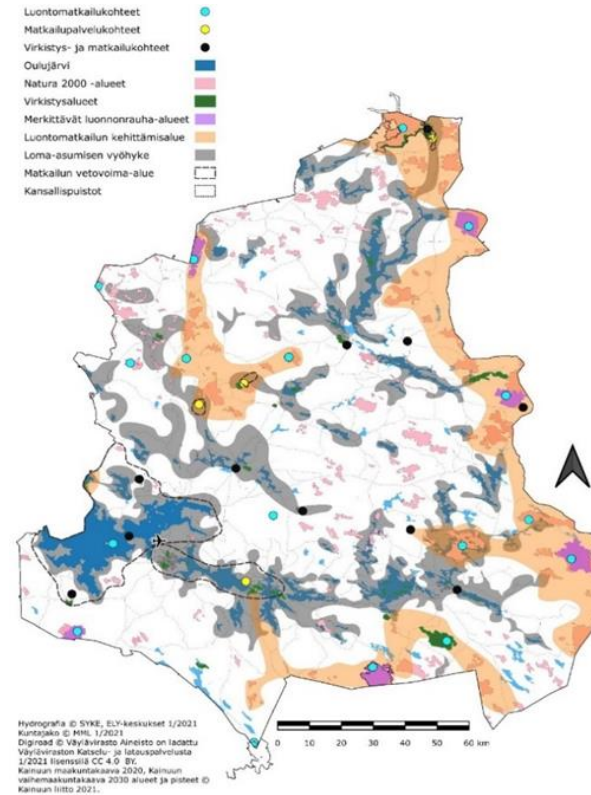 Luontomatkailukohteet
Matkailupalvelukohteet
Virkistys- ja matkailukohteet
Oulujärvi
Natura 2000 -alueet
Virkistysalueet
Merkittävät luonnonrauha-alueet
Luontomatkailun kehittämisalue
Loma-asumisen vyöhyke
Matkailun vetovoima-alue
Kansallispuistot
0 10 20 30 40 50 60 km
Hydrografia © SYKE, ELY-keskukset 1/2021
Kuntajako © MML 1/2021
Digiroad © Väylävirasto Aineisto on ladattu
Väyläviraston Katselu- ja latauspalvelusta
1/2021 lisenssillä CC 4.0 BY.
Kainuun maakuntakaava 2020, Kainuun
vaihemaakuntakaava 2030 alueet ja pisteet ©
Kainuun liitto 2021.